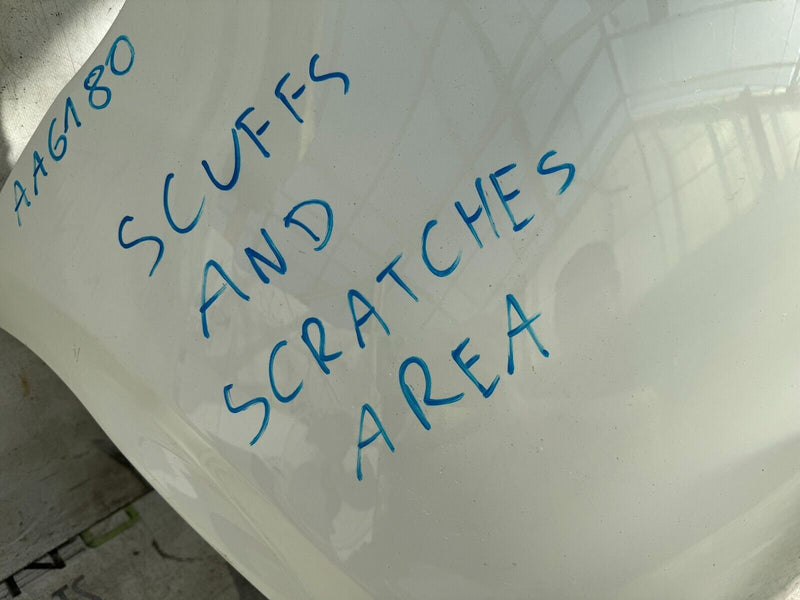 AAG180
SCUFFS
AND
SCRATCHES
AREA